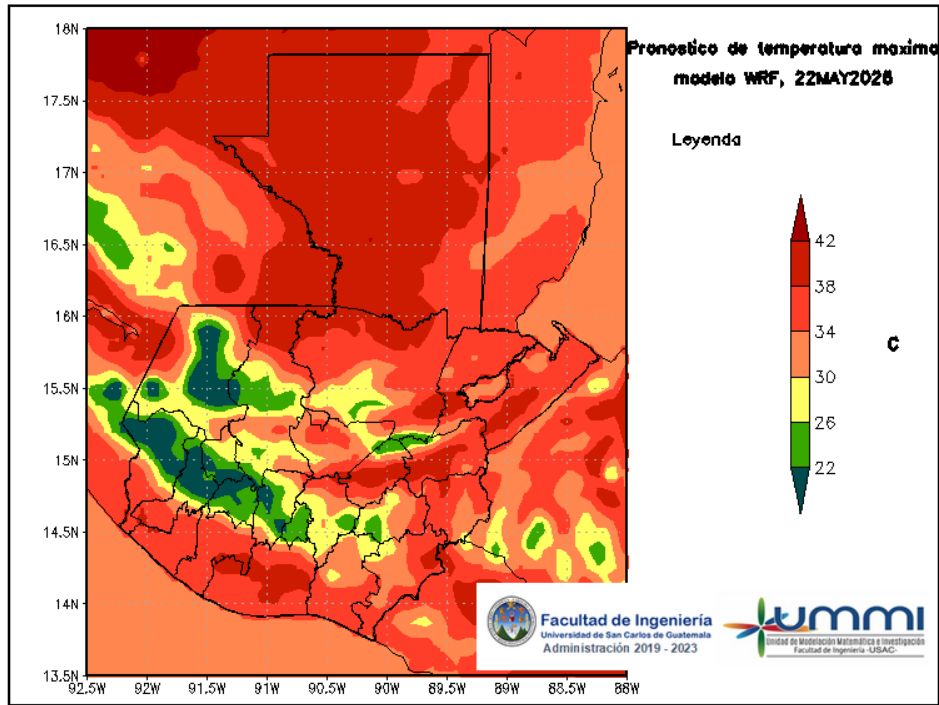 Pronostico de temperatura maxima
modelo WRF, 22MAY2026
Leyenda
18N
17.5N
17N
16.5N
16N
15.5N
15N
14.5N
14N
13.5N
92.5W
92W
91.5W
91W
90.5W
90W
89.5W
89W
88.5W
88W
42
38
34
30
26
22
C
Facultad de Ingeniería
Universidad de San Carlos de Guatemala
Administración 2019 - 2023
UMMI
Unidad de Modelación Matemática e Investigación
Facultad de Ingeniería -USAC-